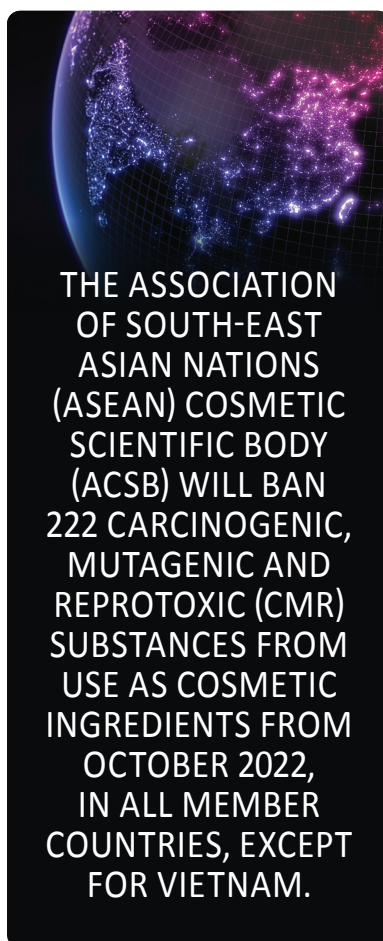 THE ASSOCIATION
OF SOUTH-EAST
ASIAN NATIONS
(ASEAN) COSMETIC
SCIENTIFIC BODY
(ACSB) WILL BAN
222 CARCINOGENIC,
MUTAGENIC AND
REPROTOXIC (CMR)
SUBSTANCES FROM
USE AS COSMETIC
INGREDIENTS FROM
OCTOBER 2022,
IN ALL MEMBER
COUNTRIES, EXCEPT
FOR VIETNAM.